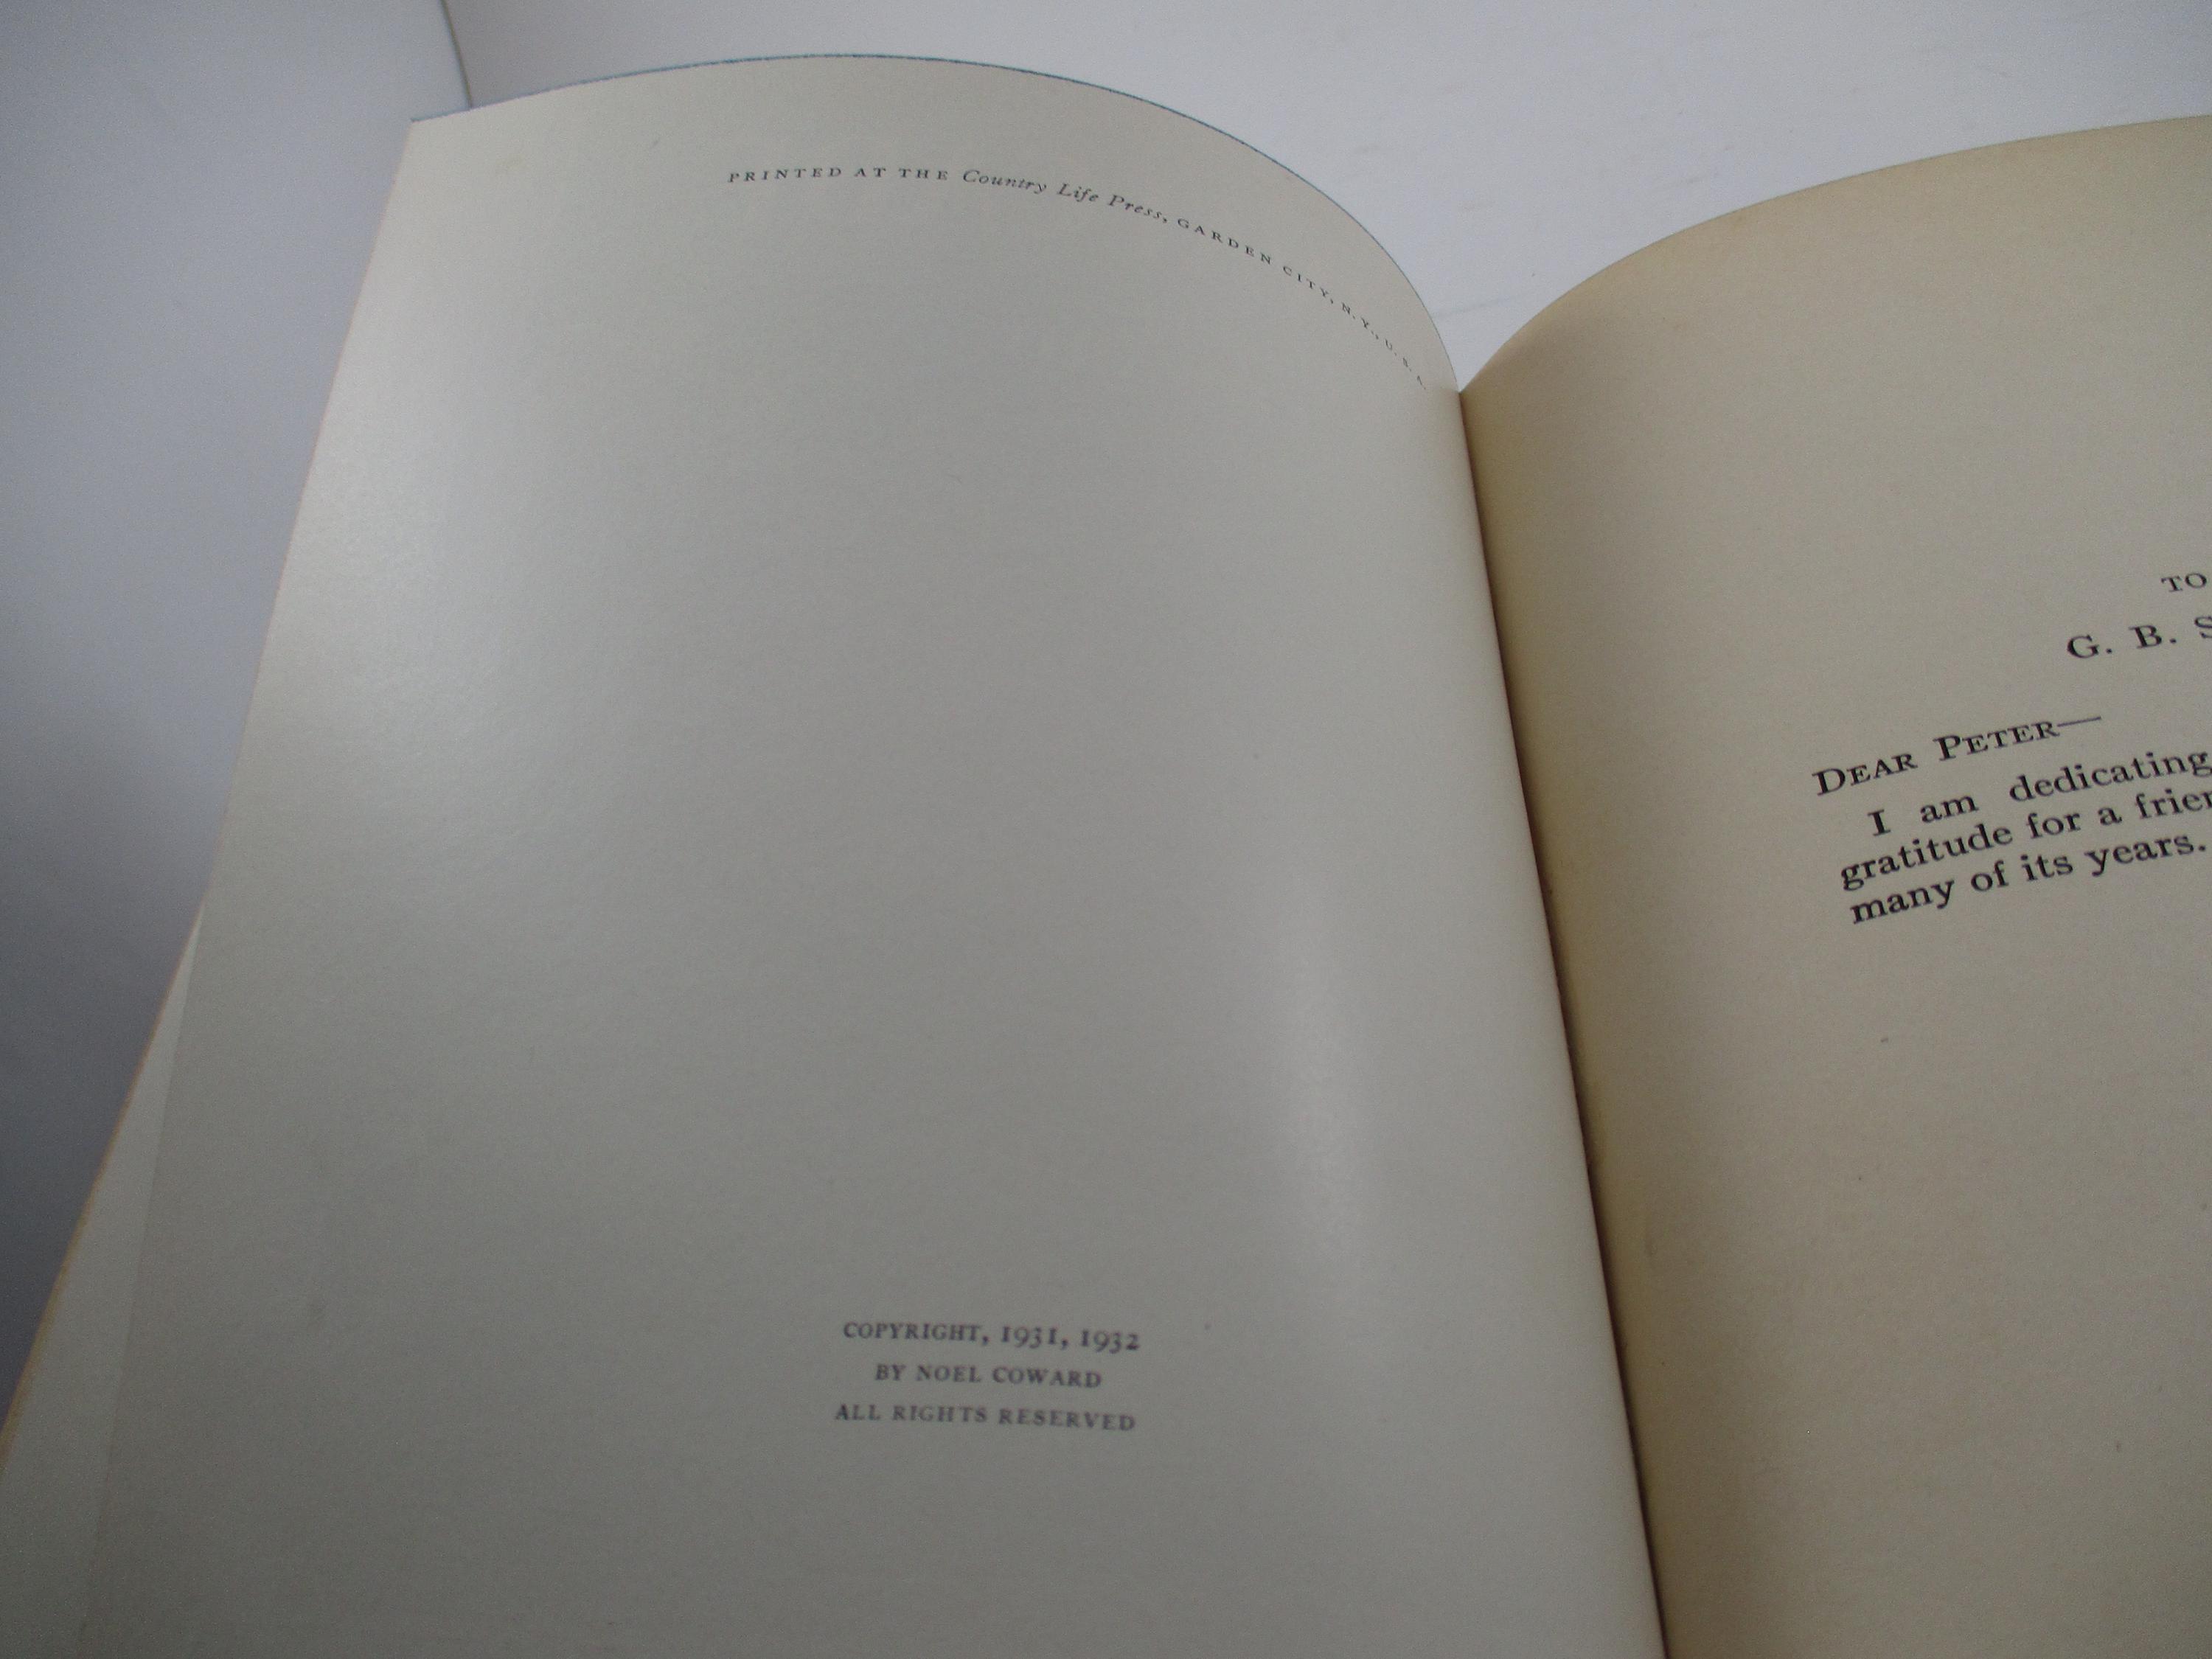 PRINTED AT THE Country Life Press, GARDEN CITY, N. Y., U. S. A.
COPYRIGHT, 1931, 1932
BY NOEL COWARD
ALL RIGHTS RESERVED
TO
G. B. S
DEAR PETER—
I am dedicating
gratitude for a frien
many of its years.